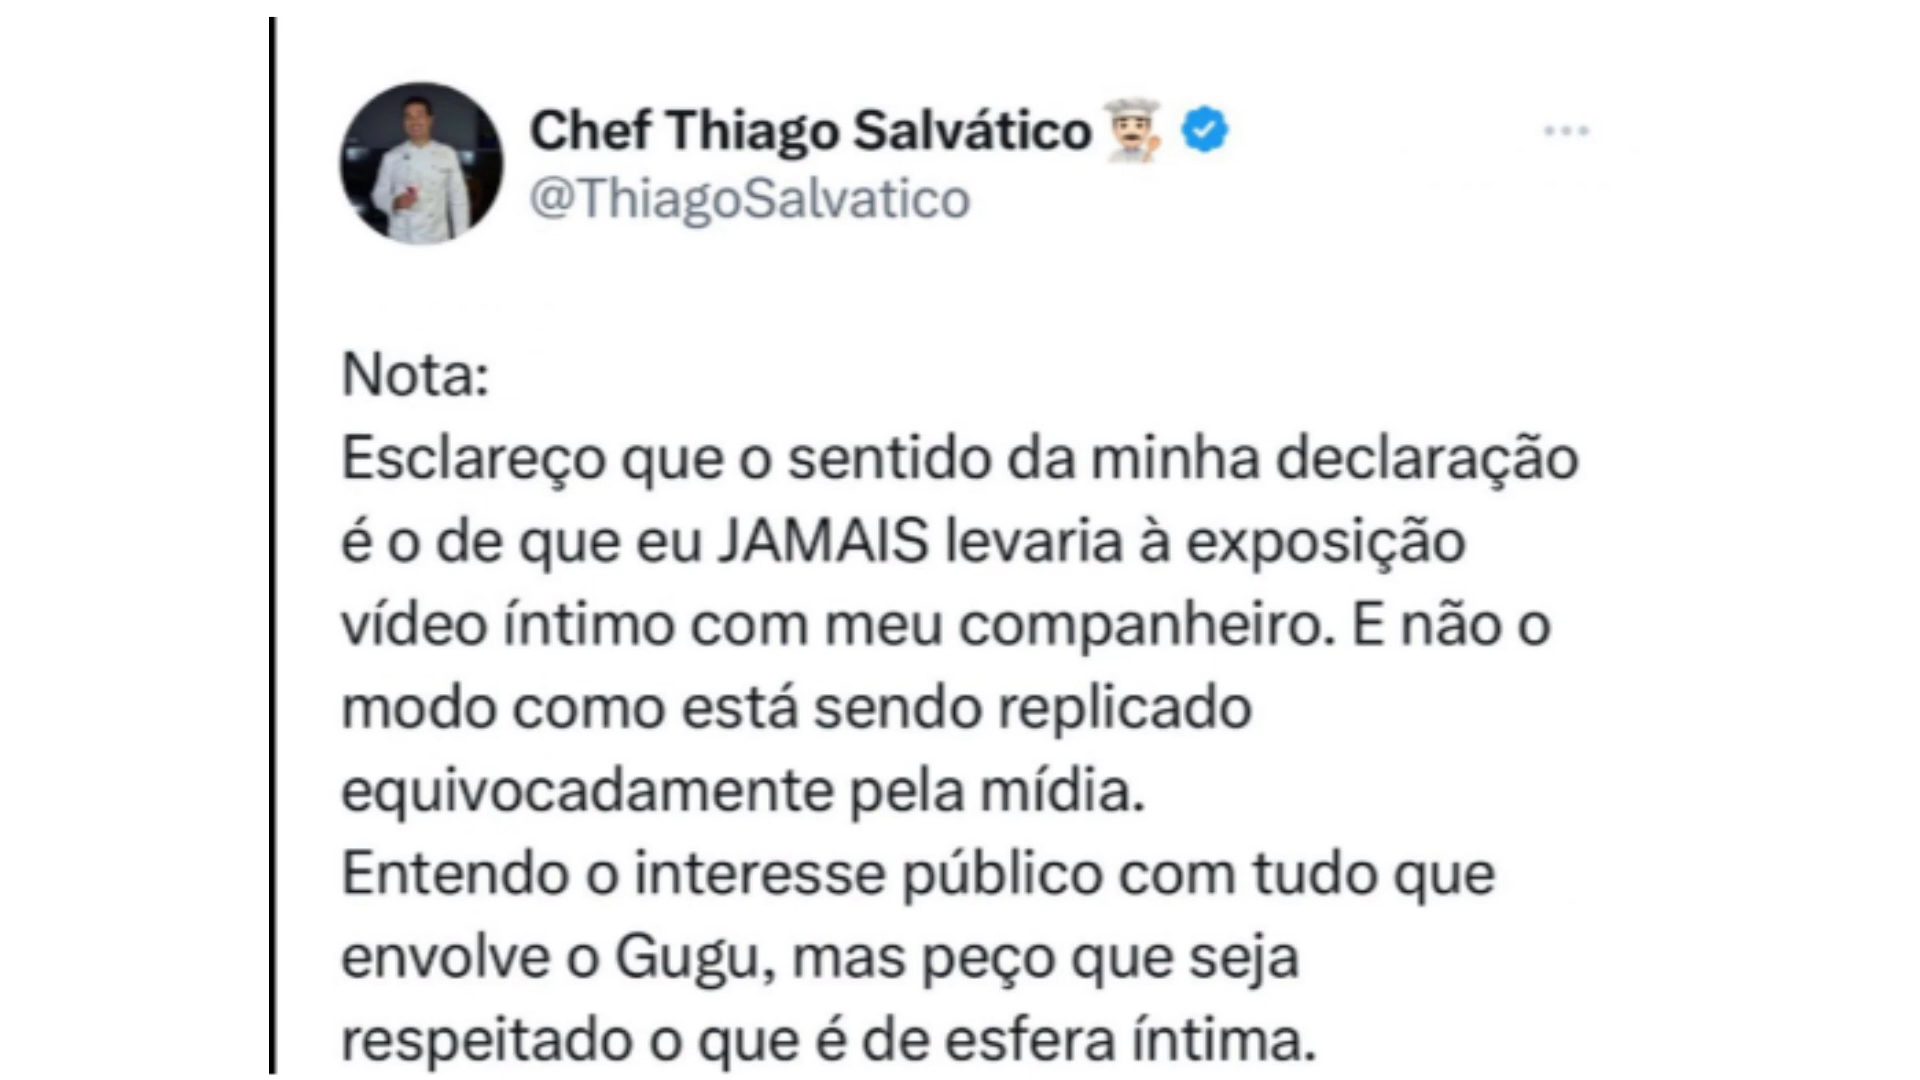 Chef Thiago Salvático
@ThiagoSalvatico
Nota:
Esclareço que o sentido da minha declaração
é o de que eu JAMAIS levaria à exposição
vídeo íntimo com meu companheiro. E não o
modo como está sendo replicado
equivocadamente pela mídia.
Entendo o interesse público com tudo que
envolve o Gugu, mas peço que seja
respeitado o que é de esfera íntima.